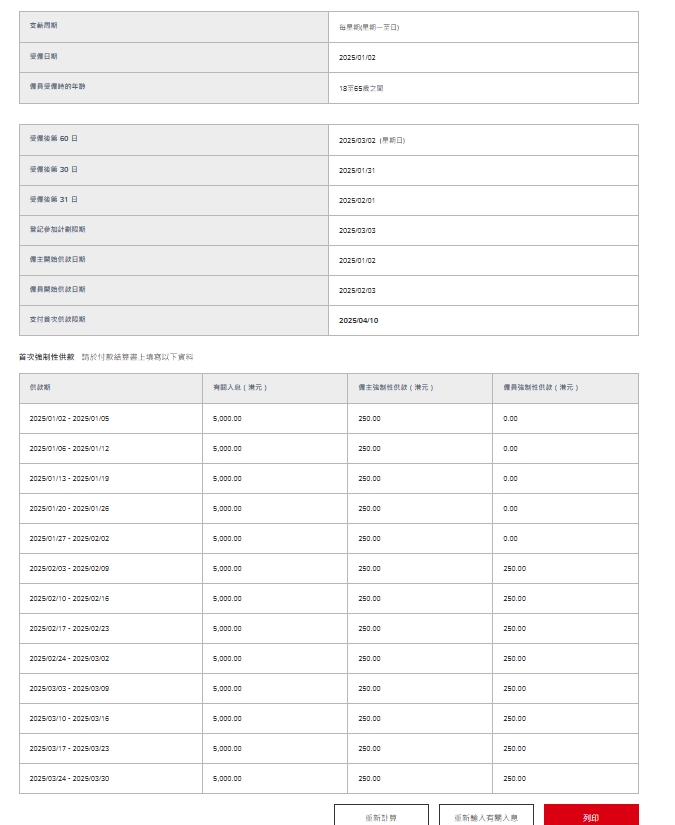 支薪周期 每星期(星期一至日)
受僱日期 2025/01/02
僱員受僱時的年齡 18至65歲之間
受僱後第 60 日 2025/03/02 (星期日)
受僱後第 30 日 2025/01/31
受僱後第 31 日 2025/02/01
登記參加計劃限期 2025/03/03
僱主開始供款日期 2025/01/02
僱員開始供款日期 2025/02/03
支付首次供款限期 2025/04/10
首次強制性供款 請於付款結算書上填寫以下資料
供款期 有關入息 ( 港元 ) 僱主強制性供款 ( 港元 ) 僱員強制性供款 ( 港元 )
2025/01/02 - 2025/01/05 5,000.00 250.00 0.00
2025/01/06 - 2025/01/12 5,000.00 250.00 0.00
2025/01/13 - 2025/01/19 5,000.00 250.00 0.00
2025/01/20 - 2025/01/26 5,000.00 250.00 0.00
2025/01/27 - 2025/02/02 5,000.00 250.00 0.00
2025/02/03 - 2025/02/09 5,000.00 250.00 250.00
2025/02/10 - 2025/02/16 5,000.00 250.00 250.00
2025/02/17 - 2025/02/23 5,000.00 250.00 250.00
2025/02/24 - 2025/03/02 5,000.00 250.00 250.00
2025/03/03 - 2025/03/09 5,000.00 250.00 250.00
2025/03/10 - 2025/03/16 5,000.00 250.00 250.00
2025/03/17 - 2025/03/23 5,000.00 250.00 250.00
2025/03/24 - 2025/03/30 5,000.00 250.00 250.00
重新計算 重新輸入有關入息 列印